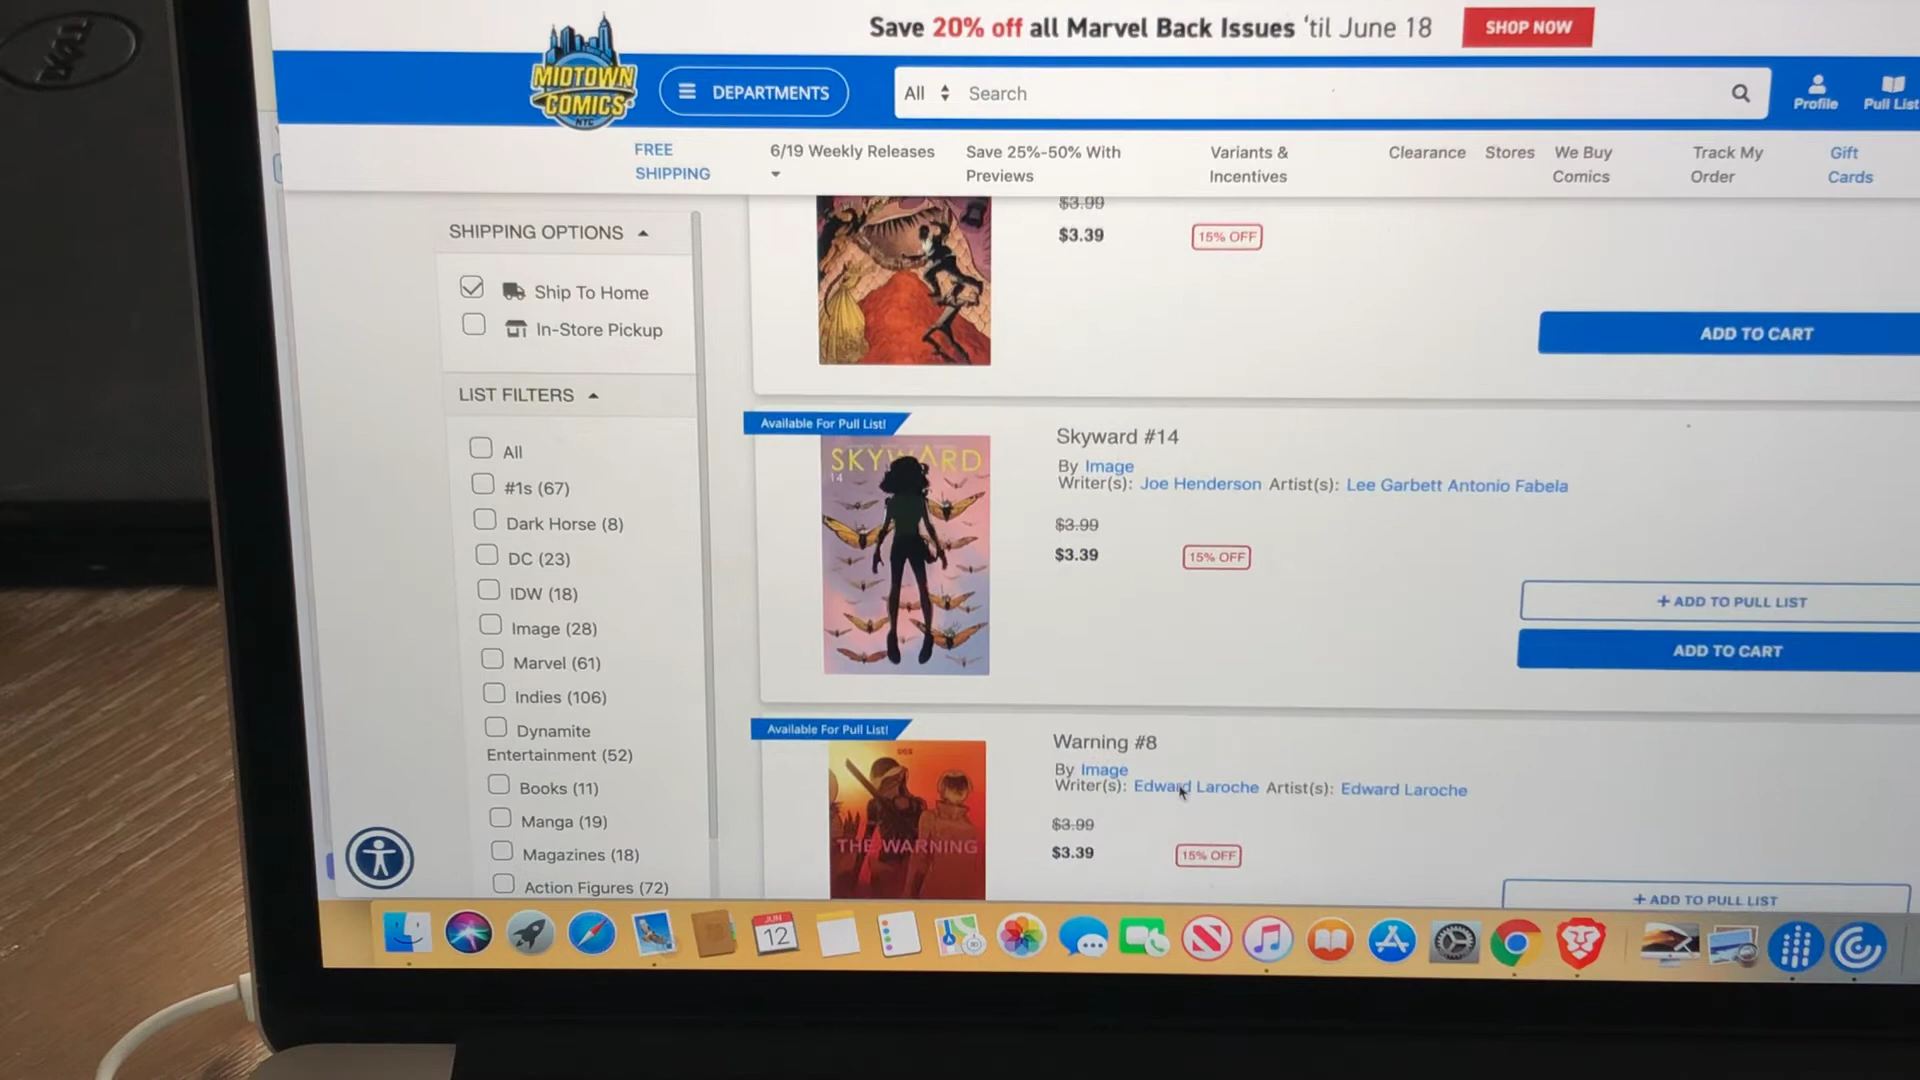 DELL
Save 20% off all Marvel Back Issues 'til June 18 SHOP NOW
MIDTOWN
COMICS
NYC
DEPARTMENTS
All Search
Profile
Pull List
FREE
SHIPPING
6/19 Weekly Releases
Save 25%-50% With
Previews
Variants &
Incentives
Clearance
Stores
We Buy
Comics
Track My
Order
Gift
Cards
SHIPPING OPTIONS
Ship To Home
In-Store Pickup
LIST FILTERS
All
#1s (67)
Dark Horse (8)
DC (23)
IDW (18)
Image (28)
Marvel (61)
Indies (106)
Dynamite
Entertainment (52)
Books (11)
Manga (19)
Magazines (18)
Action Figures (72)
$3.99
$3.39 15% OFF
ADD TO CART
Available For Pull List!
SKYWARD
14
Skyward #14
By Image
Writer(s): Joe Henderson Artist(s): Lee Garbett Antonio Fabela
$3.99
$3.39 15% OFF
+ ADD TO PULL LIST
ADD TO CART
Available For Pull List!
THE WARNING
Warning #8
By Image
Writer(s): Edward Laroche Artist(s): Edward Laroche
$3.99
$3.39 15% OFF
+ ADD TO PULL LIST
JUN
12